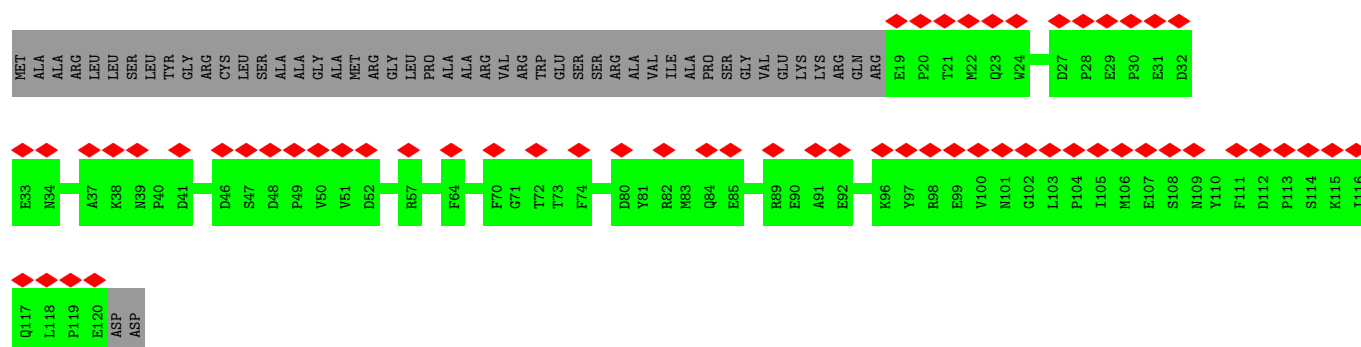 MET ALA ALA ARG LEU LEU SER LEU TYR GLY ARG CYS LEU SER ALA ALA GLY ALA MET ARG GLY LEU PRO ALA ALA ARG VAL ARG TRP GLU SER SER ARG ALA VAL ILE ALA PRO SER GLY VAL GLU LYS LYS ARG GLN ARG E19 P20 T21 M22 Q23 W24 D27 P28 E29 P30 E31 D32
E33 N34 A37 K38 N39 P40 D41 D46 S47 D48 P49 V50 V51 D52 R57 F64 F70 G71 T72 T73 F74 D80 Y81 R82 M83 Q84 E85 R89 E90 A91 E92 K96 Y97 R98 E99 V100 N101 G102 L103 P104 I105 M106 E107 S108 N109 Y110 F111 D112 P113 S114 K115 I116
Q117 L118 P119 E120 ASP ASP